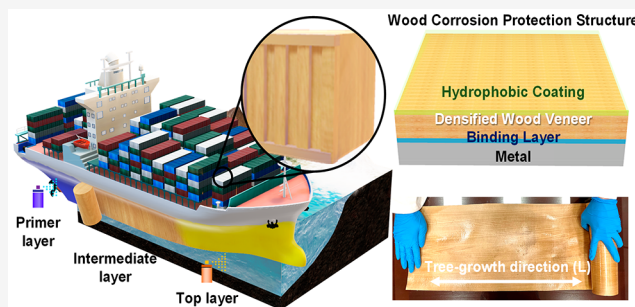 Wood Corrosion Protection Structure
Hydrophobic Coating
Densified Wood Veneer
Binding Layer
Metal
Primer
layer
Intermediate
layer
Top layer
Tree-growth direction (L)